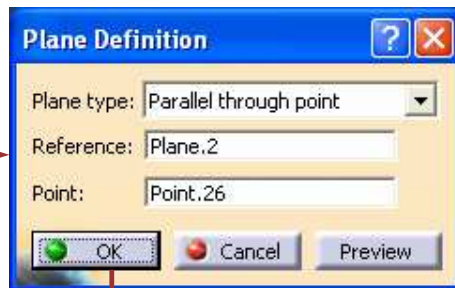 Plane Definition
Plane type: Parallel through point
Reference: Plane.2
Point: Point.26
OK Cancel Preview